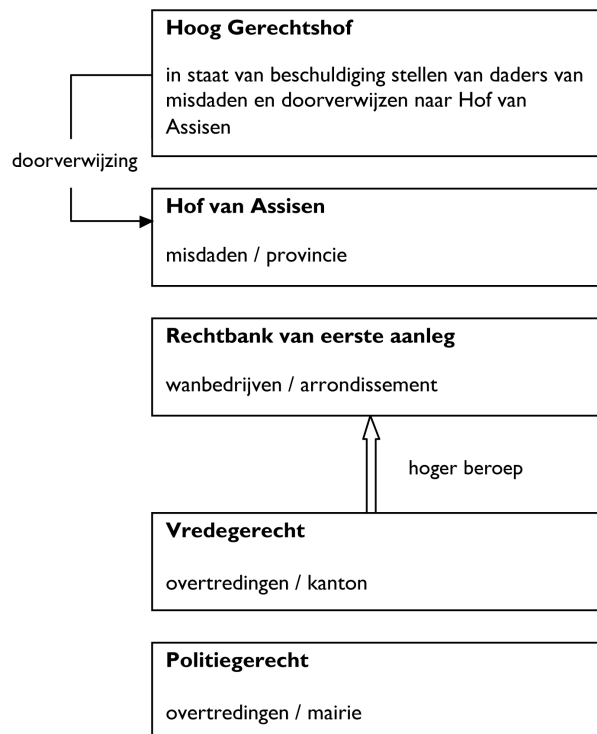 Hoog Gerechtshof
in staat van beschuldiging stellen van daders van
misdaden en doorverwijzen naar Hof van
Assisen
doorverwijzing
Hof van Assisen
misdaden / provincie
Rechtbank van eerste aanleg
wanbedrijven / arrondissement
hoger beroep
Vredegerecht
overtredingen / kanton
Politiegerecht
overtredingen / mairie